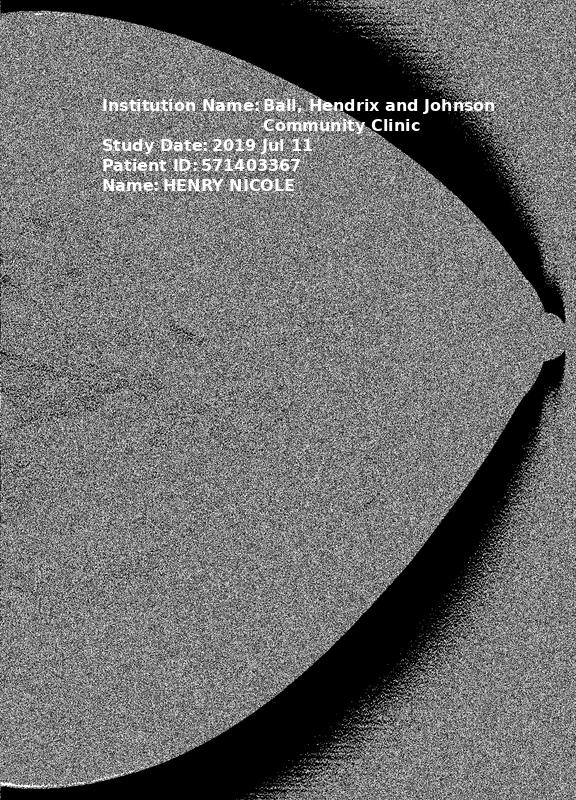 Institution Name: Ball, Hendrix and Johnson
Community Clinic
Study Date: 2019 Jul 11
Patient ID: 571403367
Name: HENRY NICOLE